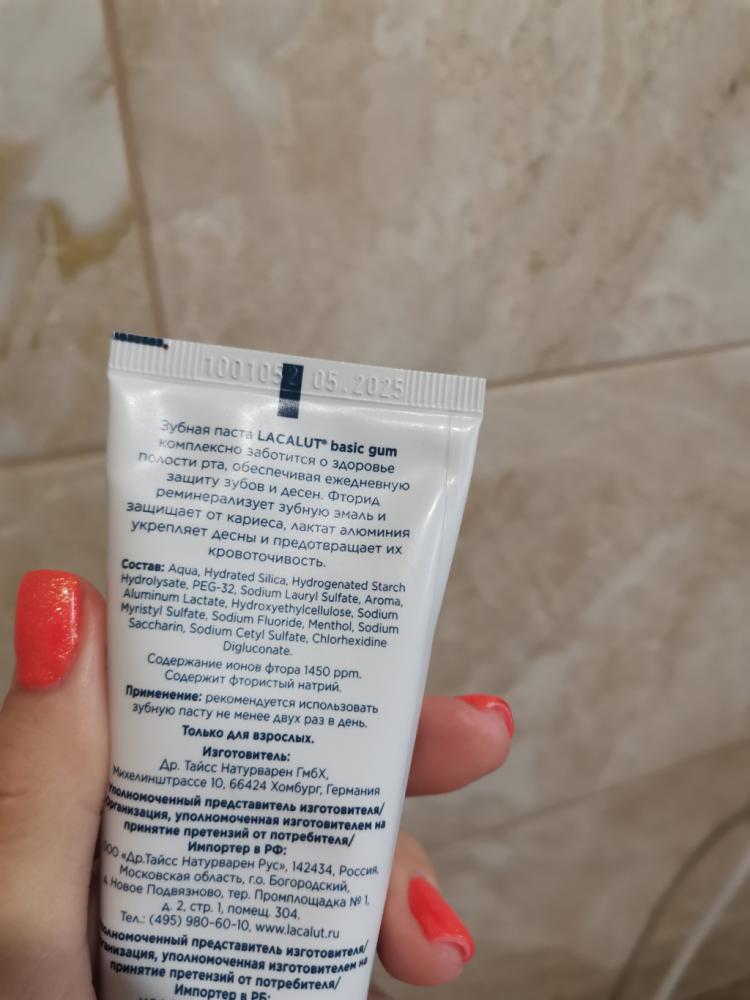 1001052 05.2025
Зубная паста LACALUT® basic gum
комплексно заботится о здоровье
полости рта, обеспечивая ежедневную
защиту зубов и десен. Фторид
реминерализует зубную эмаль и
защищает от кариеса, лактат алюминия
укрепляет десны и предотвращает их
кровоточивость.
Состав: Aqua, Hydrated Silica, Hydrogenated Starch
Hydrolysate, PEG-32, Sodium Lauryl Sulfate, Aroma,
Aluminum Lactate, Hydroxyethylcellulose, Sodium
Myristyl Sulfate, Sodium Fluoride, Menthol, Sodium
Saccharin, Sodium Cetyl Sulfate, Chlorhexidine
Digluconate.
Содержание ионов фтора 1450 ppm.
Содержит фтористый натрий.
Применение: рекомендуется использовать
зубную пасту не менее двух раз в день.
Только для взрослых.
Изготовитель:
Др. Тайсс Натурварен ГмбХ,
Михелинштрассе 10, 66424 Хомбург, Германия
Уполномоченный представитель изготовителя/
Организация, уполномоченная изготовителем на
принятие претензий от потребителя/
Импортер в РФ:
ООО «Др.Тайсс Натурварен Рус», 142434, Россия,
Московская область, г.о. Богородский,
д. Новое Подвязново, тер. Промплощадка № 1,
д. 2, стр. 1, помещ. 304.
Тел.: (495) 980-60-10, www.lacalut.ru
Уполномоченный представитель изготовителя/
Организация, уполномоченная изготовителем на
принятие претензий от потребителя/
Импортер в РБ: